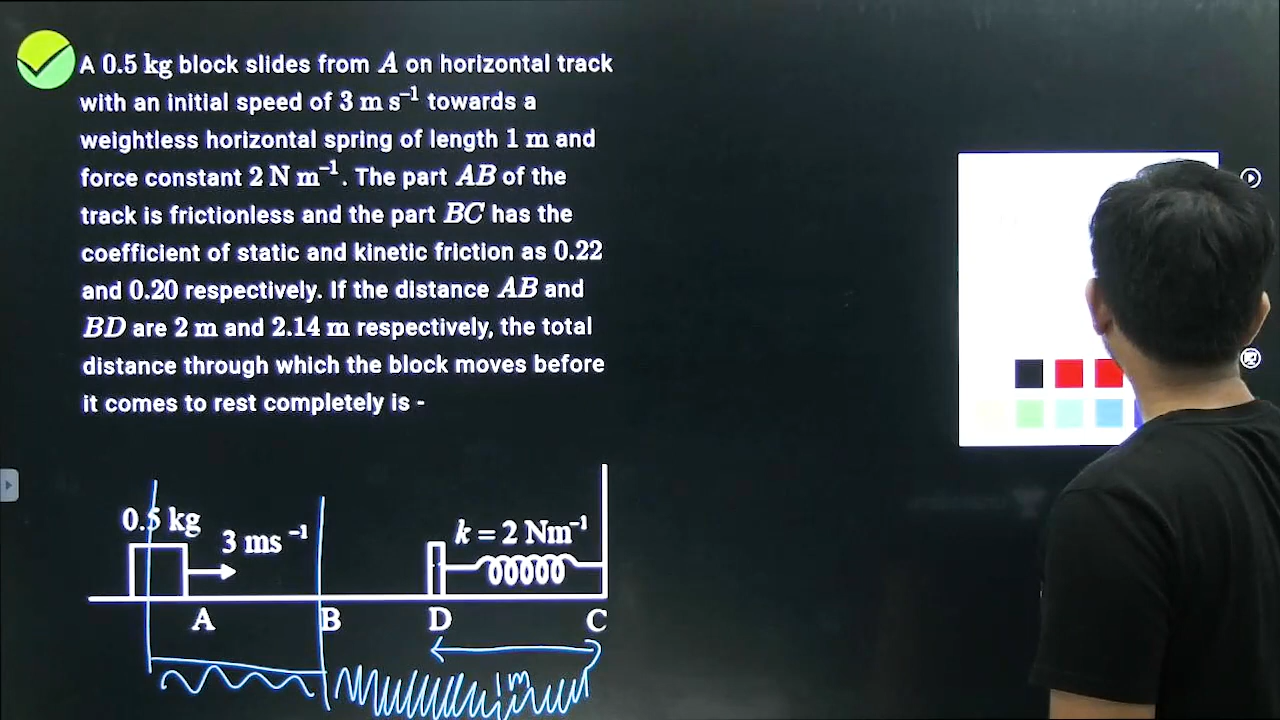 A 0.5 kg block slides from A on horizontal track
with an initial speed of 3 m s⁻¹ towards a
weightless horizontal spring of length 1 m and
force constant 2 N m⁻¹. The part AB of the
track is frictionless and the part BC has the
coefficient of static and kinetic friction as 0.22
and 0.20 respectively. If the distance AB and
BD are 2 m and 2.14 m respectively, the total
distance through which the block moves before
it comes to rest completely is -
0.5 kg
3 ms⁻¹
k = 2 Nm⁻¹
A B D C
1m